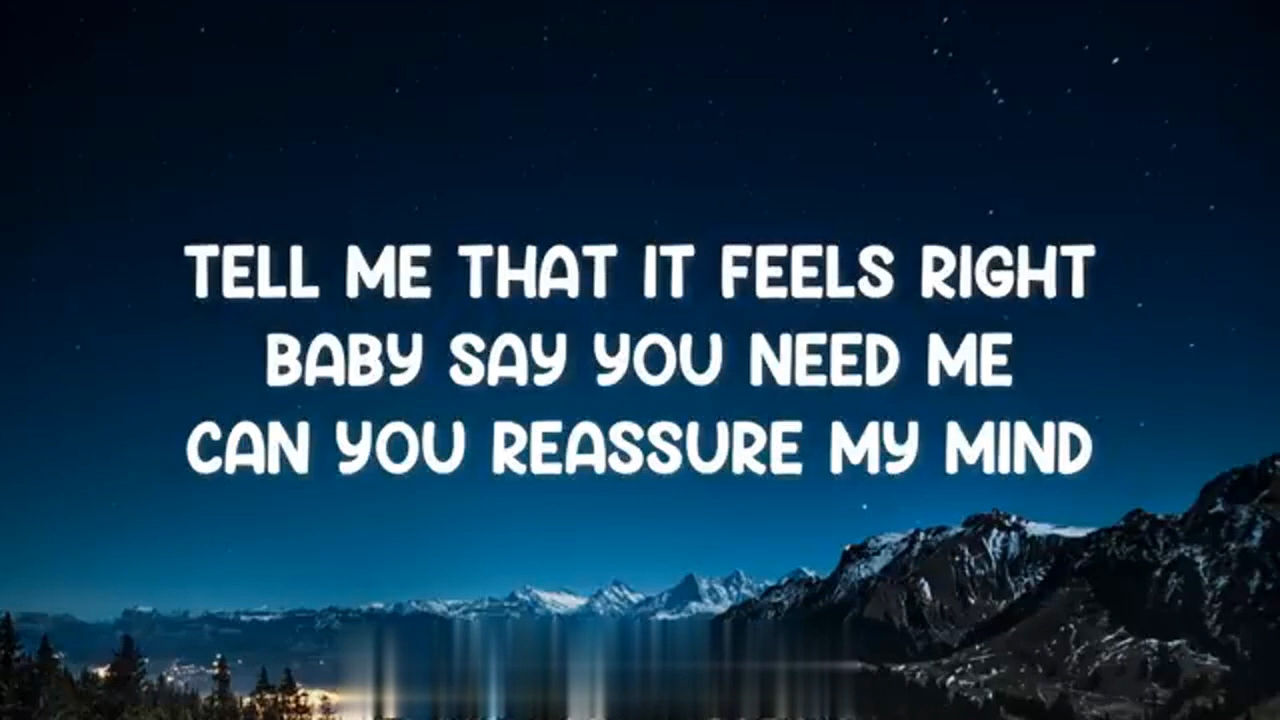 TELL ME THAT IT FEELS RIGHT
BABY SAY YOU NEED ME
CAN YOU REASSURE MY MIND